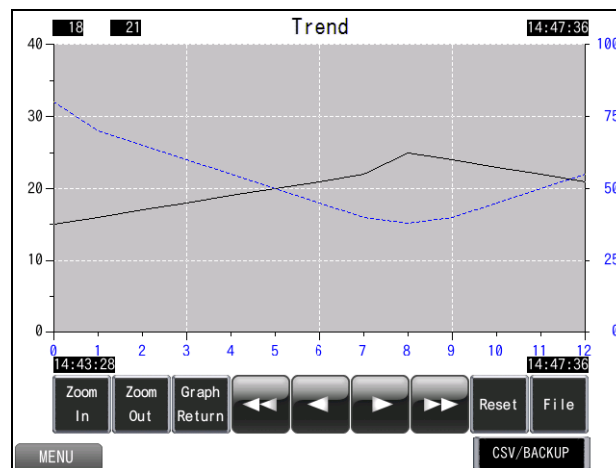 18 21 Trend 14:47:36
40 100
30 75
20 50
10 25
0 0
0 1 2 3 4 5 6 7 8 9 10 11 12
14:43:28 14:47:36
Zoom In Zoom Out Graph Return Reset File
MENU CSV/BACKUP